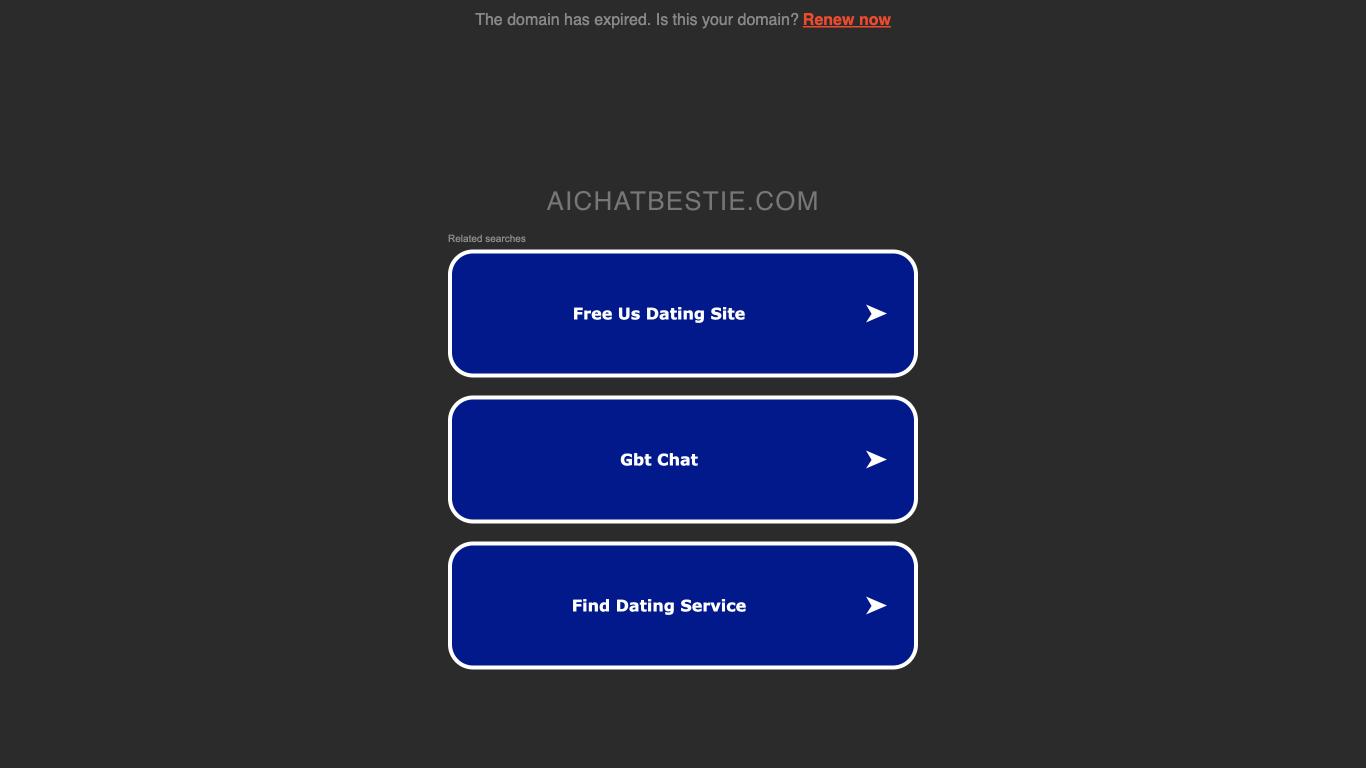 The domain has expired. Is this your domain? Renew now
AICHATBESTIE.COM
Related searches
Free Us Dating Site
Gbt Chat
Find Dating Service